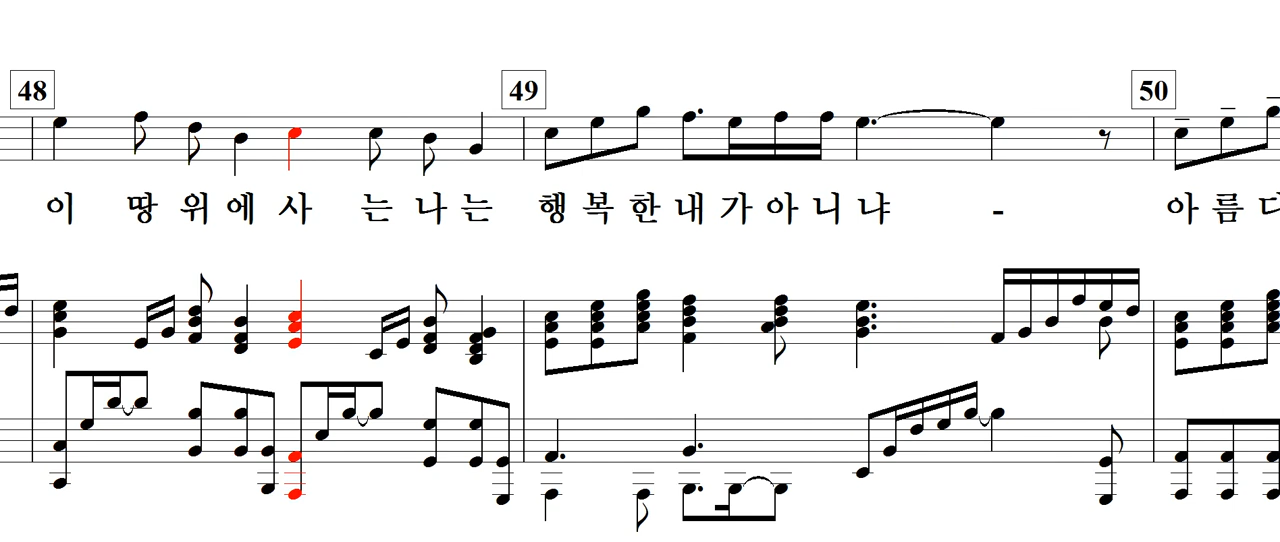 48 49 50
이 땅 위 에 사 는 나 는 행 복 한 내 가 아 니 냐 - 아 름